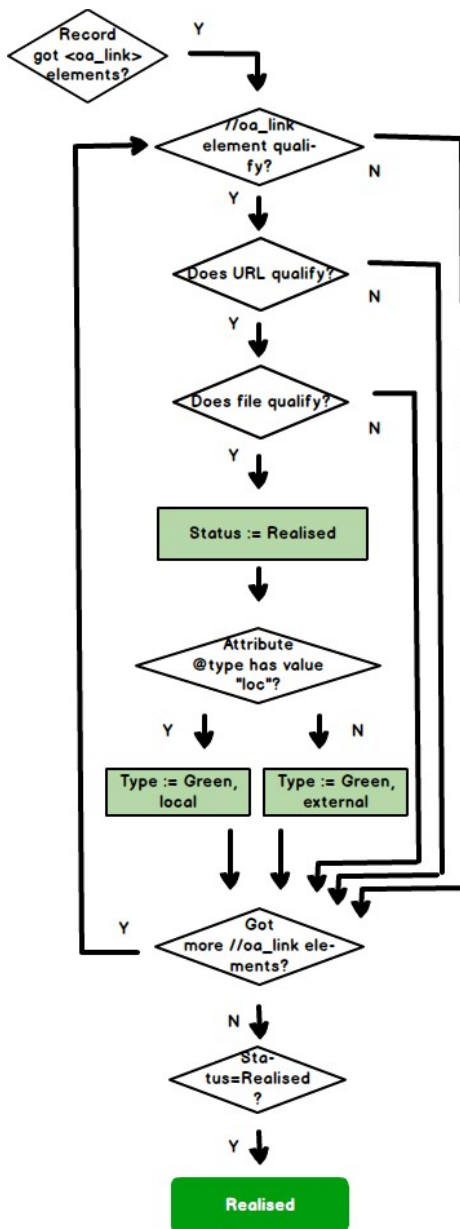 Y
Record
got <oa_link>
elements?
//oa_link
element quali-
fy?
N
Y
Does URL qualify?
N
Y
Does file qualify?
N
Y
Status := Realised
Attribute
@type has value
"loc"?
Y
N
Type := Green,
local
Type := Green,
external
Y
Got
more //oa_link ele-
ments?
N
Sta-
tus=Realised
?
Y
Realised